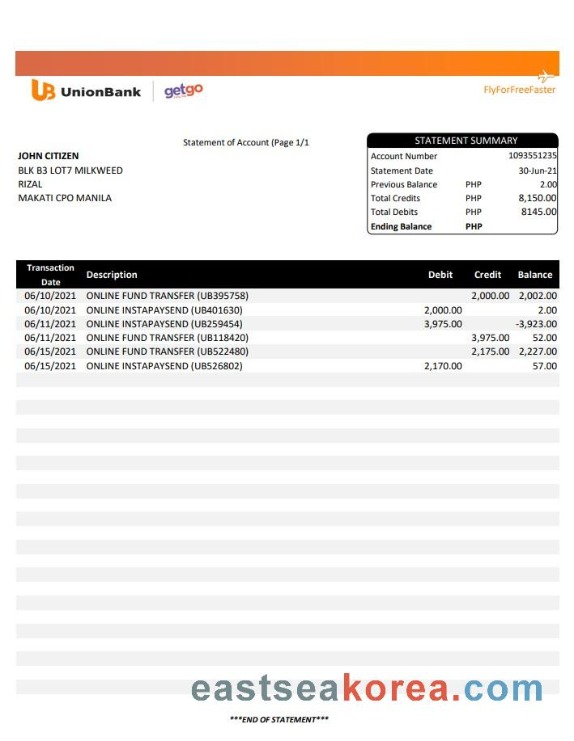 UB UnionBank getgo
FlyForFreeFaster
Statement of Account (Page 1/1
JOHN CITIZEN
BLK B3 LOT7 MILKWEED
RIZAL
MAKATI CPO MANILA
STATEMENT SUMMARY
Account Number 1093551235
Statement Date 30-Jun-21
Previous Balance PHP 2.00
Total Credits PHP 8,150.00
Total Debits PHP 8145.00
Ending Balance PHP
Transaction Date Description Debit Credit Balance
06/10/2021 ONLINE FUND TRANSFER (UB395758) 2,000.00 2,002.00
06/10/2021 ONLINE INSTAPAYSEND (UB401630) 2,000.00 2.00
06/11/2021 ONLINE INSTAPAYSEND (UB259454) 3,975.00 -3,923.00
06/11/2021 ONLINE FUND TRANSFER (UB118420) 3,975.00 52.00
06/15/2021 ONLINE FUND TRANSFER (UB522480) 2,175.00 2,227.00
06/15/2021 ONLINE INSTAPAYSEND (UB526802) 2,170.00 57.00
eastseakorea.com
***END OF STATEMENT***